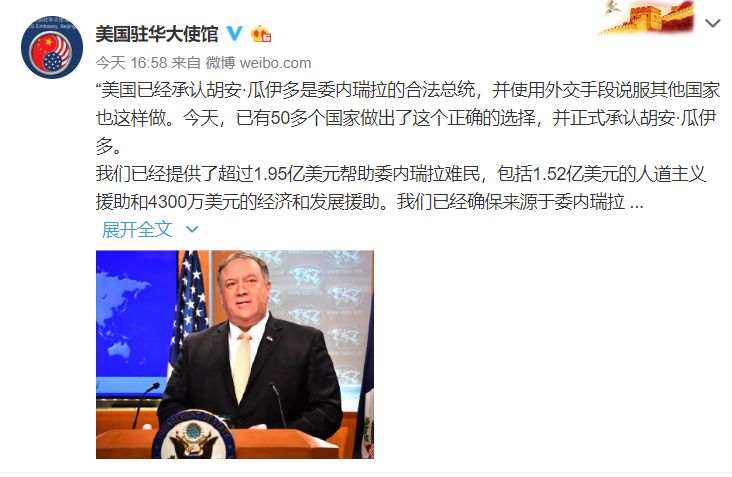 美国驻华大使馆
今天 16:58 来自 微博 weibo.com
“美国已经承认胡安·瓜伊多是委内瑞拉的合法总统，并使用外交手段说服其他国家
也这样做。今天，已有50多个国家做出了这个正确的选择，并正式承认胡安·瓜伊
多。
我们已经提供了超过1.95亿美元帮助委内瑞拉难民，包括1.52亿美元的人道主义
援助和4300万美元的经济和发展援助。我们已经确保来源于委内瑞拉 ...
展开全文